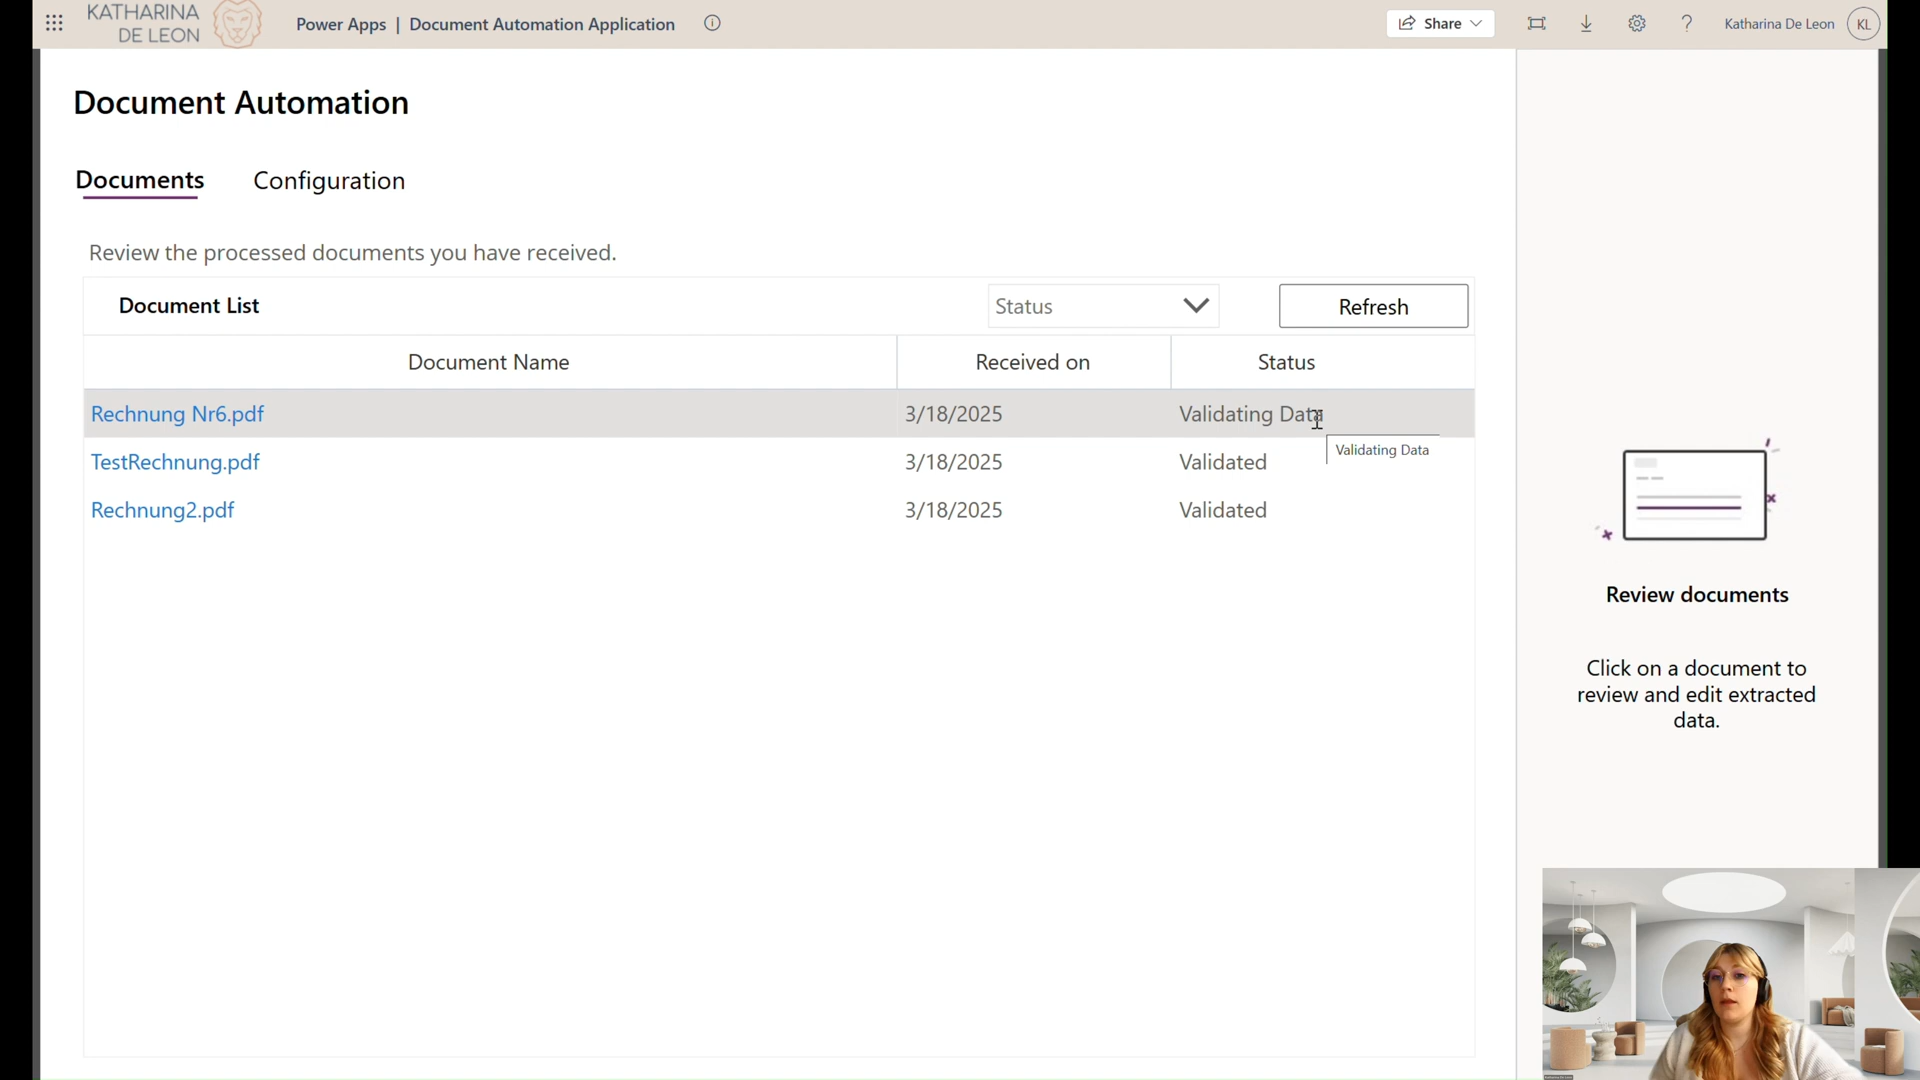 KATHARINA
DE LEON
Power Apps | Document Automation Application
Share
Katharina De Leon
KL
Document Automation
Documents
Configuration
Review the processed documents you have received.
Document List
Status
Refresh
Document Name
Received on
Status
Rechnung Nr6.pdf
3/18/2025
Validating Data
Validating Data
TestRechnung.pdf
3/18/2025
Validated
Rechnung2.pdf
3/18/2025
Validated
Review documents
Click on a document to
review and edit extracted
data.